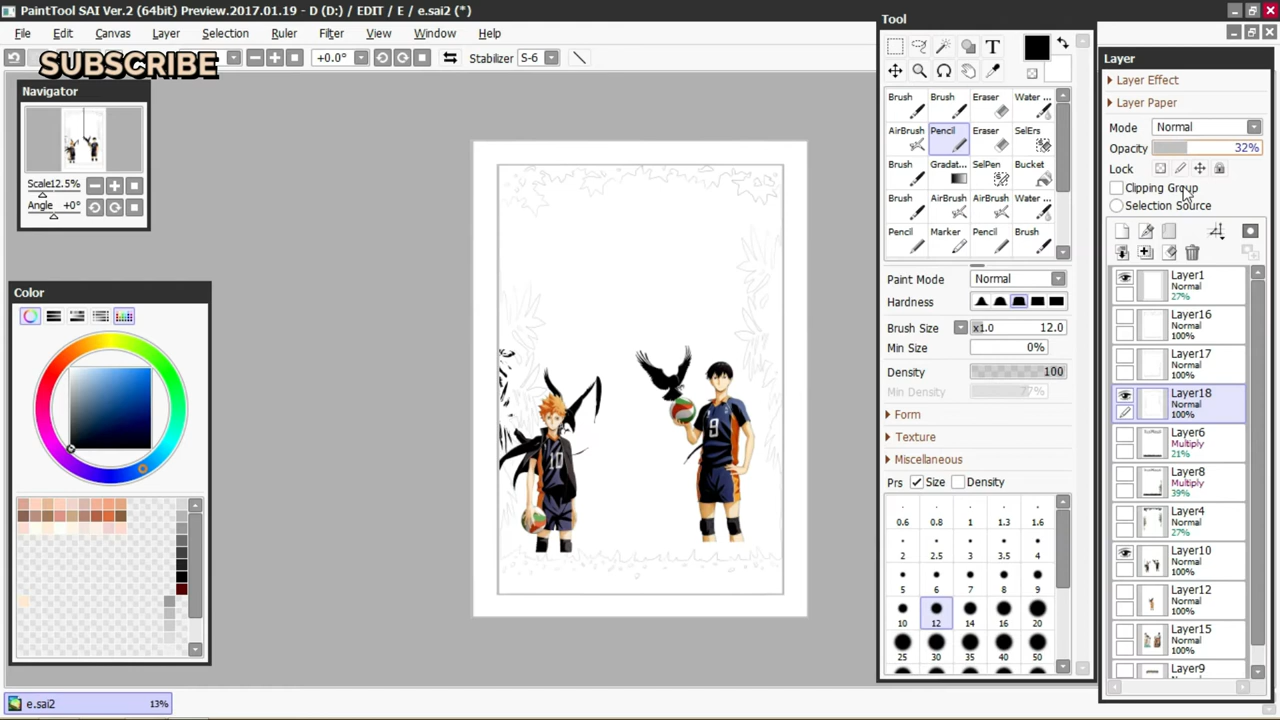 PaintTool SAI Ver.2 (64bit) Preview.2017.01.19 - D (D:) / EDIT / E / e.sai2 (*)
File Edit Canvas Layer Selection Ruler Filter View Window Help
SUBSCRIBE
+0.0° Stabilizer S-6
Navigator
Scale12.5%
Angle +0°
Color
9
10
Tool
T
Brush Brush Eraser Water ...
AirBrush Pencil Eraser SelErs
Brush Gradat... SelPen Bucket
Brush AirBrush AirBrush Water ...
Pencil Marker Pencil Brush
Paint Mode Normal
Hardness
Brush Size x1.0 12.0
Min Size 0%
Density 100
Min Density 77%
Form
Texture
Miscellaneous
Prs Size Density
0.6 0.8 1 1.3 1.6
2 2.5 3 3.5 4
5 6 7 8 9
10 12 14 16 20
25 30 35 40 50
Layer
Layer Effect
Layer Paper
Mode Normal
Opacity 32%
Lock
Clipping Group
Selection Source
Layer1
Normal
27%
Layer16
Normal
100%
Layer17
Normal
100%
Layer18
Normal
100%
Layer6
Multiply
21%
Layer8
Multiply
39%
Layer4
Normal
27%
Layer10
Normal
100%
Layer12
Normal
100%
Layer15
Normal
100%
Layer9
e.sai2 13%